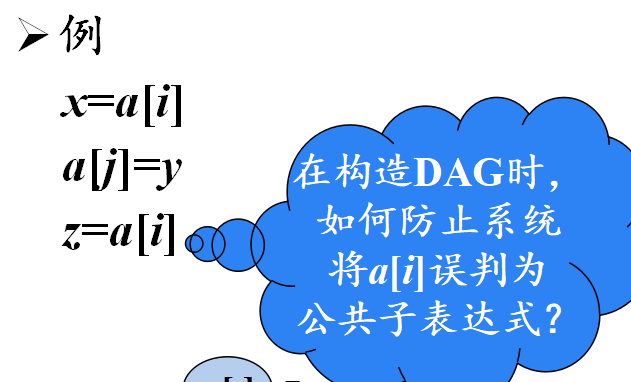 例
x=a[i]
a[j]=y
z=a[i]
在构造DAG时，
如何防止系统
将a[i]误判为
公共子表达式？